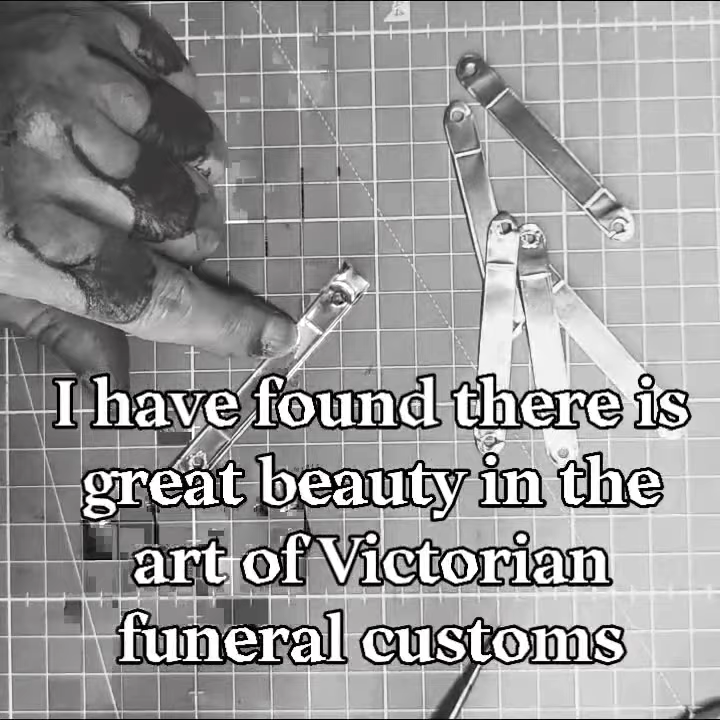 I have found there is
great beauty in the
art of Victorian
funeral customs